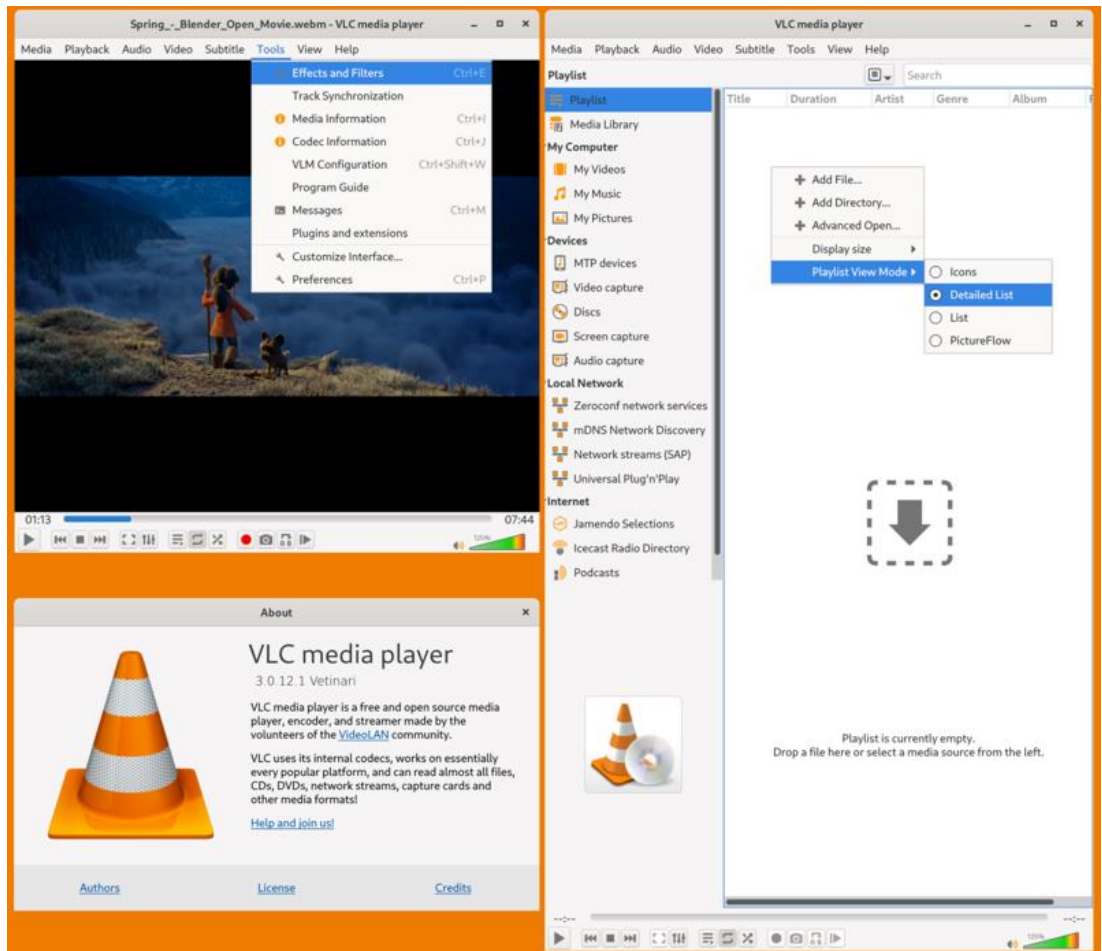 Spring_-_Blender_Open_Movie.webm - VLC media player
Media Playback Audio Video Subtitle Tools View Help
Effects and Filters Ctrl+E
Track Synchronization
Media Information Ctrl+I
Codec Information Ctrl+J
VLM Configuration Ctrl+Shift+W
Program Guide
Messages Ctrl+M
Plugins and extensions
Customize Interface...
Preferences Ctrl+P
01:13 07:44
125%
About
VLC media player
3.0.12.1 Vetinari
VLC media player is a free and open source media
player, encoder, and streamer made by the
volunteers of the VideoLAN community.
VLC uses its internal codecs, works on essentially
every popular platform, and can read almost all files,
CDs, DVDs, network streams, capture cards and
other media formats!
Help and join us!
Authors License Credits
VLC media player
Media Playback Audio Video Subtitle Tools View Help
Playlist Search
Playlist
Media Library
My Computer
My Videos
My Music
My Pictures
Devices
MTP devices
Video capture
Discs
Screen capture
Audio capture
Local Network
Zeroconf network services
mDNS Network Discovery
Network streams (SAP)
Universal Plug'n'Play
Internet
Jamendo Selections
Icecast Radio Directory
Podcasts
Title Duration Artist Genre Album
Add File...
Add Directory...
Advanced Open...
Display size
Playlist View Mode
Icons
Detailed List
List
PictureFlow
Playlist is currently empty.
Drop a file here or select a media source from the left.
--:-- --:--
125%